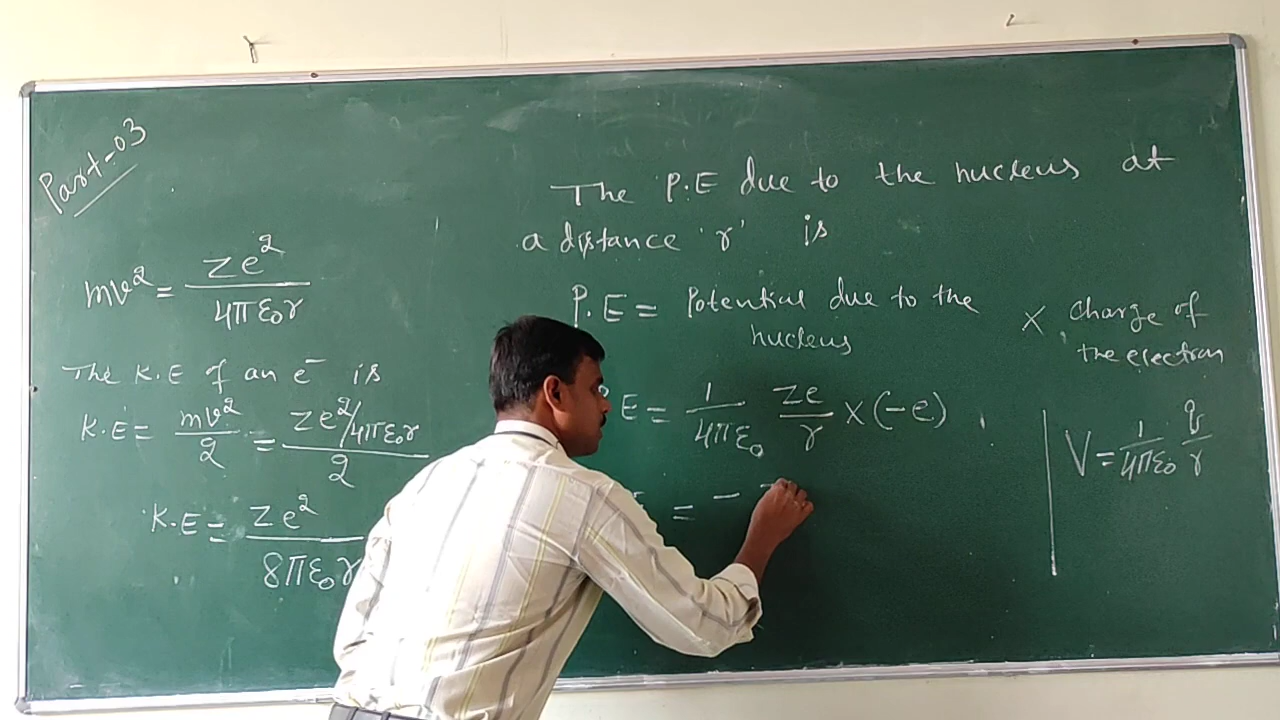 Part-03
mv² = ze² / 4πε₀r
The K.E of an e⁻ is
K.E = mv² / 2 = ze²/4πε₀r / 2
K.E = ze² / 8πε₀r
The P.E due to the nucleus at
a distance 'r' is
P.E = Potential due to the nucleus × charge of the electron
E = 1/4πε₀ ze/r × (-e)
= -
V = 1/4πε₀ q/r